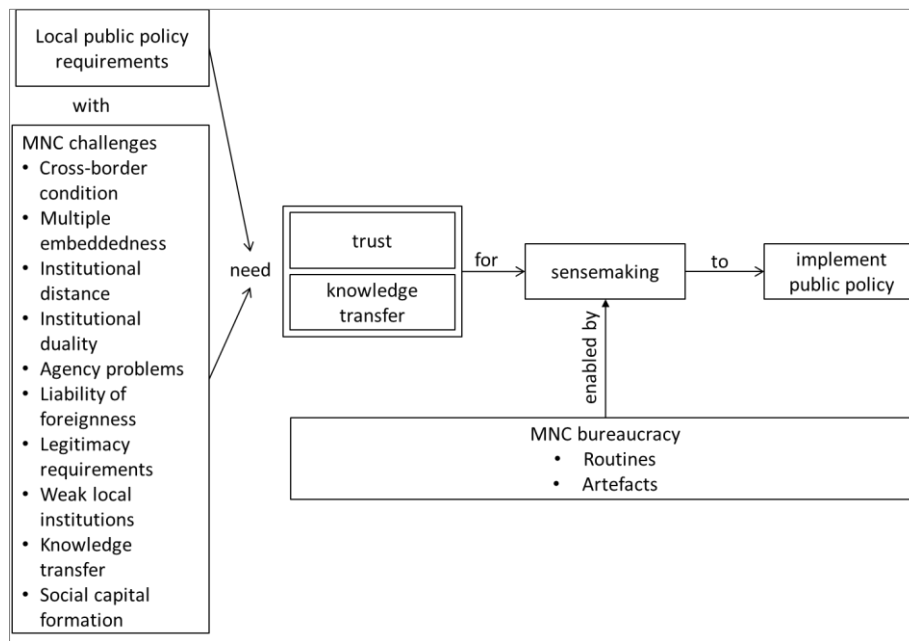 Local public policy
requirements
with
MNC challenges
• Cross-border
condition
• Multiple
embeddedness
• Institutional
distance
• Institutional
duality
• Agency problems
• Liability of
foreignness
• Legitimacy
requirements
• Weak local
institutions
• Knowledge
transfer
• Social capital
formation
need
trust
knowledge
transfer
for
sensemaking
to
implement
public policy
enabled by
MNC bureaucracy
• Routines
• Artefacts